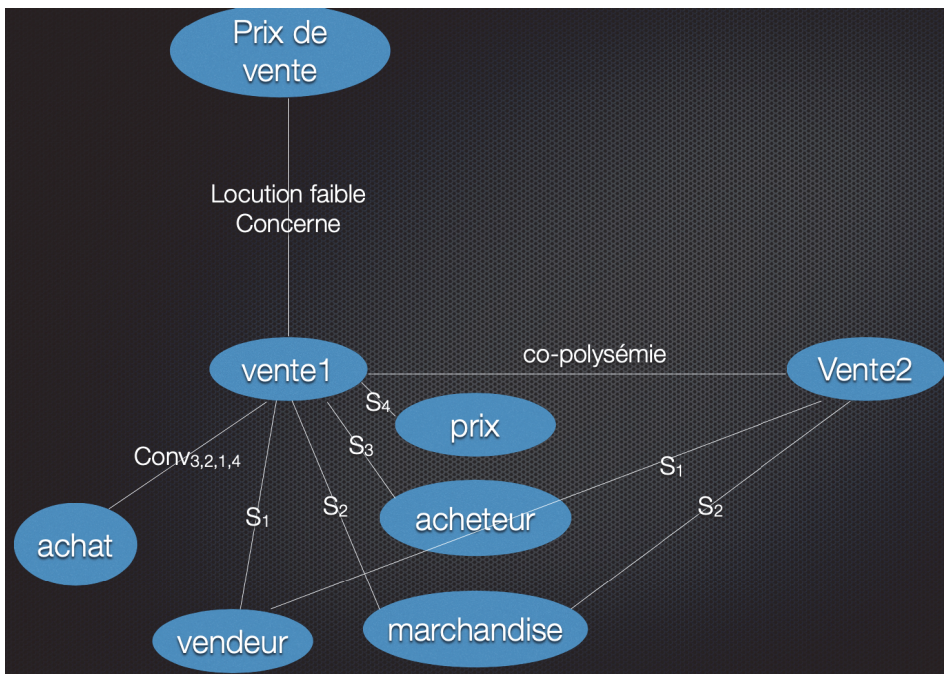 Prix de
vente
Locution faible
Concerne
co-polysémie
vente1
Vente2
S4
prix
S3
Conv3,2,1,4
S1
S2
S1
S2
acheteur
achat
vendeur
marchandise